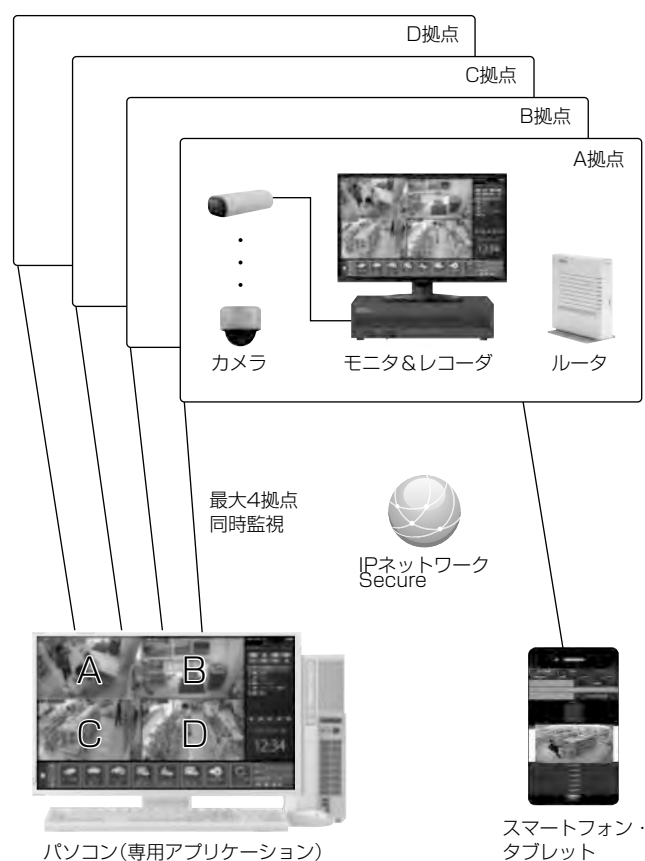 D拠点
C拠点
B拠点
A拠点
カメラ
モニタ＆レコーダ
ルータ
最大4拠点
同時監視
IPネットワーク
Secure
A
B
C
D
12:34
パソコン（専用アプリケーション）
スマートフォン・
タブレット